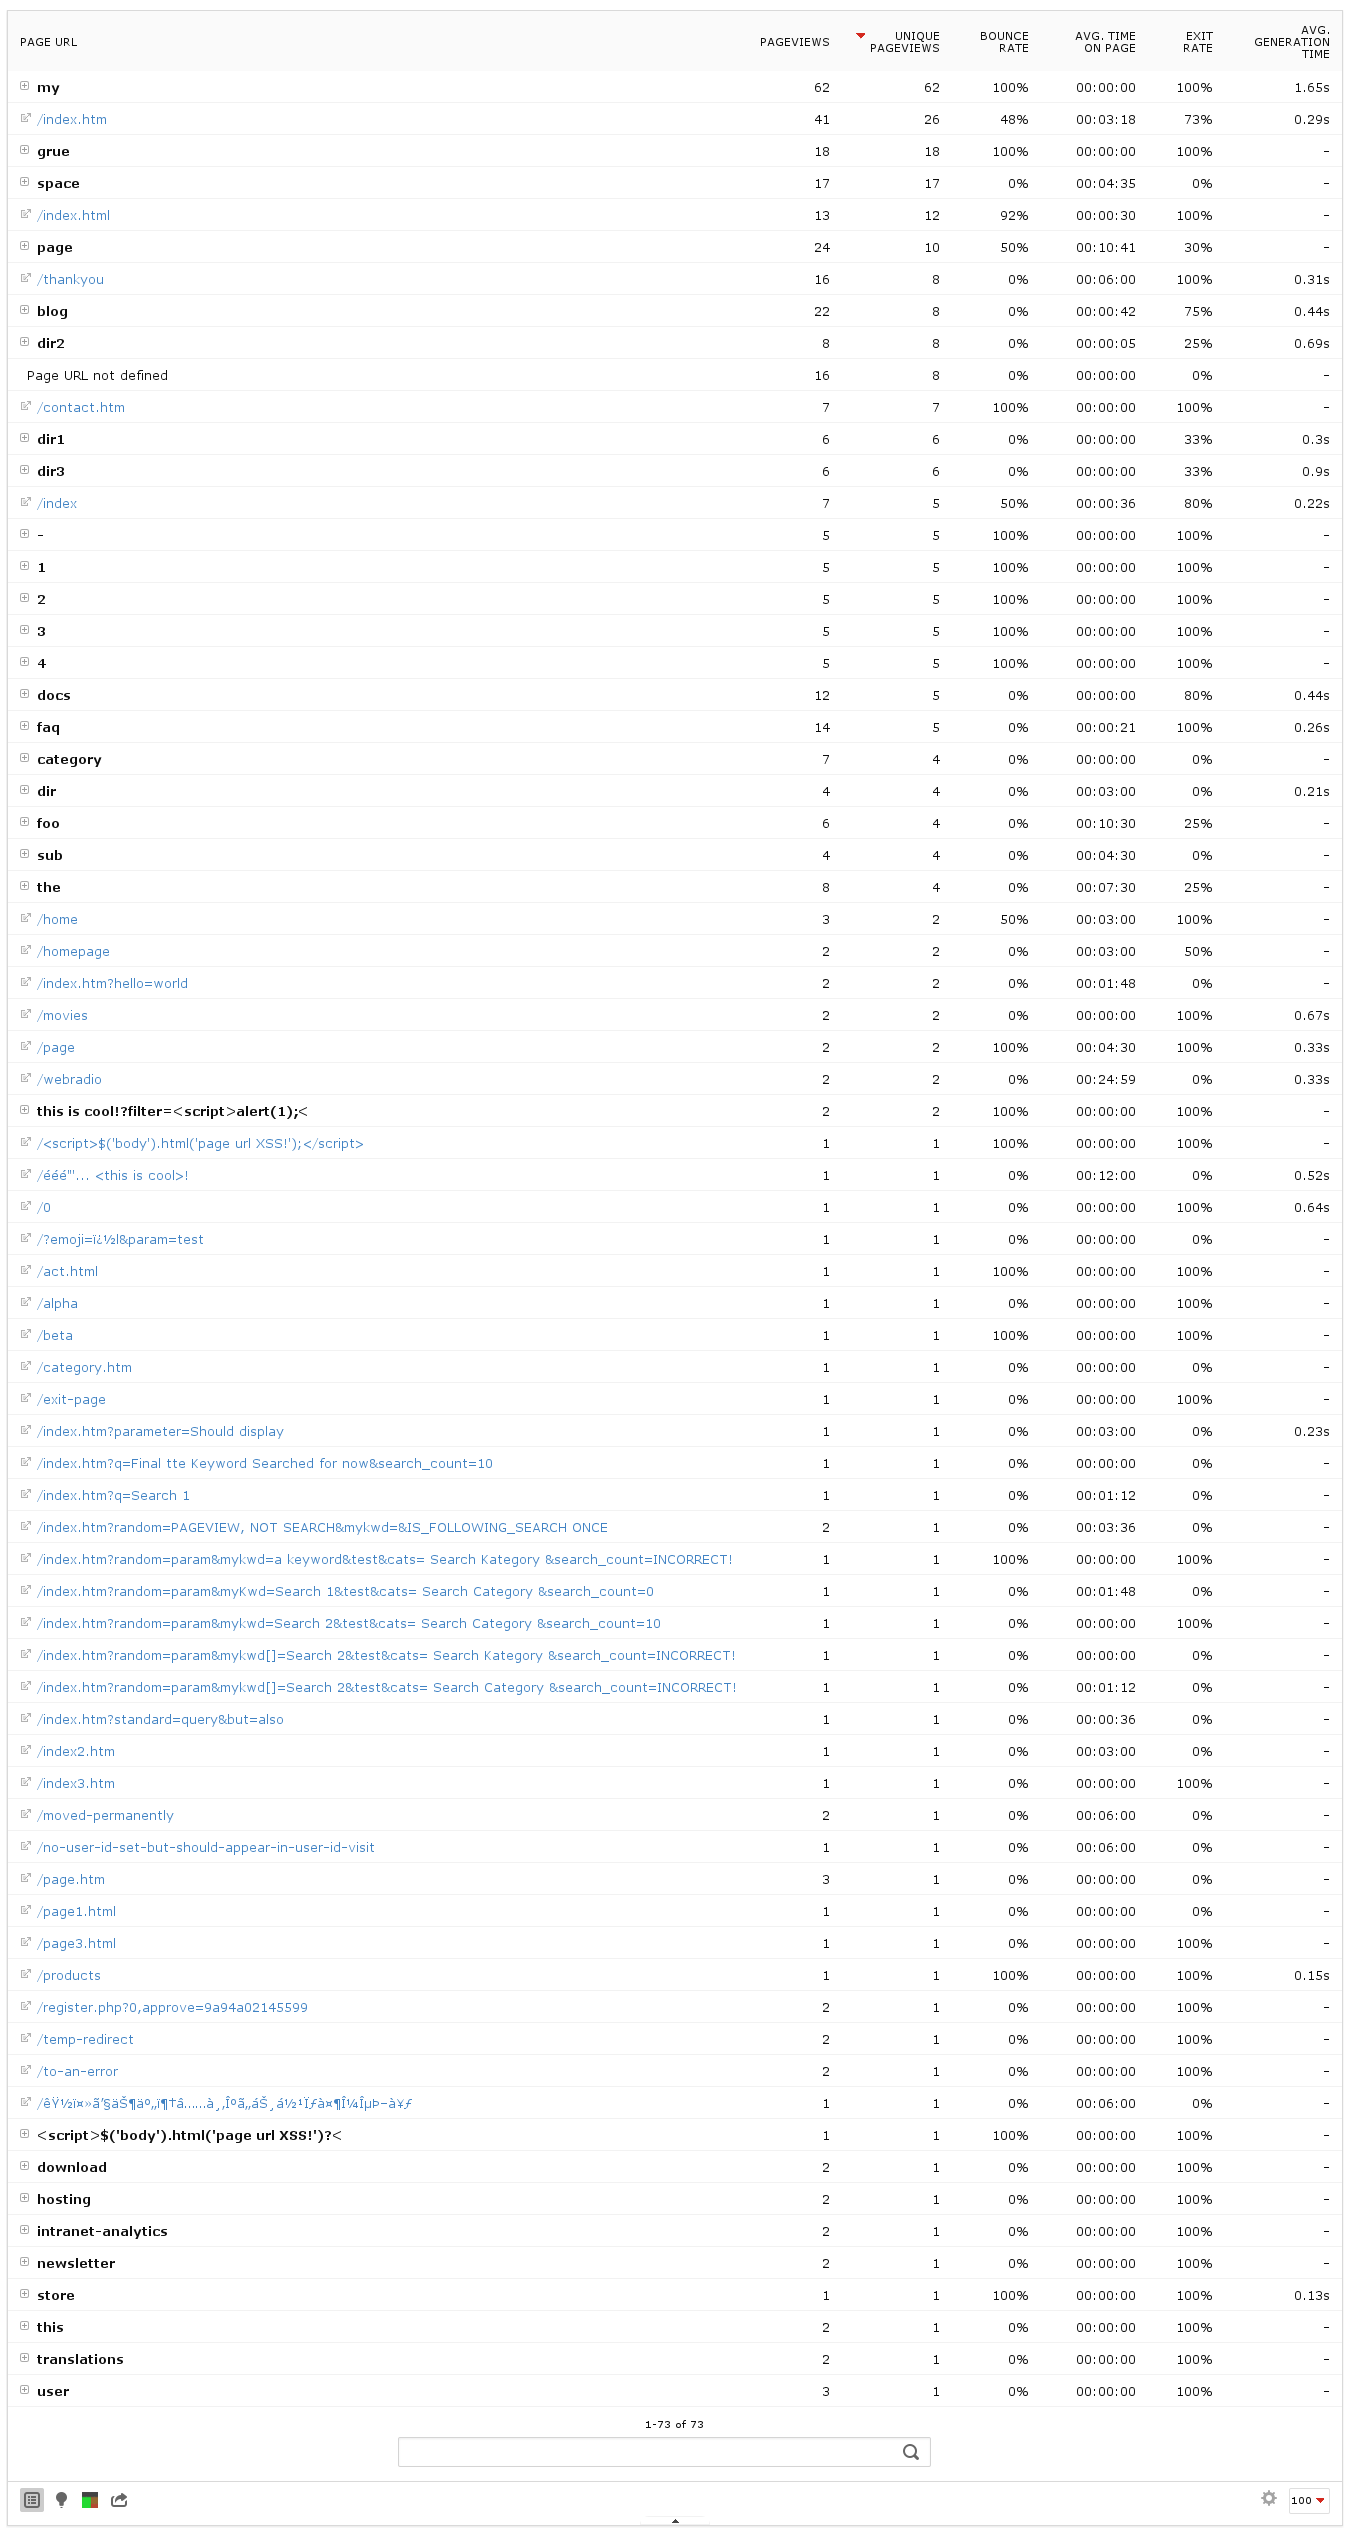 PAGE URL PAGEVIEWS UNIQUE PAGEVIEWS BOUNCE RATE AVG. TIME ON PAGE EXIT RATE AVG. GENERATION TIME
my 62 62 100% 00:00:00 100% 1.65s
/index.htm 41 26 48% 00:03:18 73% 0.29s
grue 18 18 100% 00:00:00 100% -
space 17 17 0% 00:04:35 0% -
/index.html 13 12 92% 00:00:30 100% -
page 24 10 50% 00:10:41 30% -
/thankyou 16 8 0% 00:06:00 100% 0.31s
blog 22 8 0% 00:00:42 75% 0.44s
dir2 8 8 0% 00:00:05 25% 0.69s
Page URL not defined 16 8 0% 00:00:00 0% -
/contact.htm 7 7 100% 00:00:00 100% -
dir1 6 6 0% 00:00:00 33% 0.3s
dir3 6 6 0% 00:00:00 33% 0.9s
/index 7 5 50% 00:00:36 80% 0.22s
- 5 5 100% 00:00:00 100% -
1 5 5 100% 00:00:00 100% -
2 5 5 100% 00:00:00 100% -
3 5 5 100% 00:00:00 100% -
4 5 5 100% 00:00:00 100% -
docs 12 5 0% 00:00:00 80% 0.44s
faq 14 5 0% 00:00:21 100% 0.26s
category 7 4 0% 00:00:00 0% -
dir 4 4 0% 00:03:00 0% 0.21s
foo 6 4 0% 00:10:30 25% -
sub 4 4 0% 00:04:30 0% -
the 8 4 0% 00:07:30 25% -
/home 3 2 50% 00:03:00 100% -
/homepage 2 2 0% 00:03:00 50% -
/index.htm?hello=world 2 2 0% 00:01:48 0% -
/movies 2 2 0% 00:00:00 100% 0.67s
/page 2 2 100% 00:04:30 100% 0.33s
/webradio 2 2 0% 00:24:59 0% 0.33s
this is cool!?filter=<script>alert(1);< 2 2 100% 00:00:00 100% -
/<script>$('body').html('page url XSS!');</script> 1 1 100% 00:00:00 100% -
/ééé"'... <this is cool>! 1 1 0% 00:12:00 0% 0.52s
/0 1 1 0% 00:00:00 100% 0.64s
/?emoji=ï¿½l&param=test 1 1 0% 00:00:00 0% -
/act.html 1 1 100% 00:00:00 100% -
/alpha 1 1 0% 00:00:00 100% -
/beta 1 1 100% 00:00:00 100% -
/category.htm 1 1 0% 00:00:00 0% -
/exit-page 1 1 0% 00:00:00 100% -
/index.htm?parameter=Should display 1 1 0% 00:03:00 0% 0.23s
/index.htm?q=Final tte Keyword Searched for now&search_count=10 1 1 0% 00:00:00 0% -
/index.htm?q=Search 1 1 1 0% 00:01:12 0% -
/index.htm?random=PAGEVIEW, NOT SEARCH&mykwd=&IS_FOLLOWING_SEARCH ONCE 2 1 0% 00:03:36 0% -
/index.htm?random=param&mykwd=a keyword&test&cats= Search Kategory &search_count=INCORRECT! 1 1 100% 00:00:00 100% -
/index.htm?random=param&myKwd=Search 1&test&cats= Search Category &search_count=0 1 1 0% 00:01:48 0% -
/index.htm?random=param&mykwd=Search 2&test&cats= Search Category &search_count=10 1 1 0% 00:00:00 100% -
/index.htm?random=param&mykwd[]=Search 2&test&cats= Search Kategory &search_count=INCORRECT! 1 1 0% 00:00:00 0% -
/index.htm?random=param&mykwd[]=Search 2&test&cats= Search Category &search_count=INCORRECT! 1 1 0% 00:01:12 0% -
/index.htm?standard=query&but=also 1 1 0% 00:00:36 0% -
/index2.htm 1 1 0% 00:03:00 0% -
/index3.htm 1 1 0% 00:00:00 100% -
/moved-permanently 2 1 0% 00:06:00 0% -
/no-user-id-set-but-should-appear-in-user-id-visit 1 1 0% 00:06:00 0% -
/page.htm 3 1 0% 00:00:00 0% -
/page1.html 1 1 0% 00:00:00 0% -
/page3.html 1 1 0% 00:00:00 100% -
/products 1 1 100% 00:00:00 100% 0.15s
/register.php?0,approve=9a94a02145599 2 1 0% 00:00:00 100% -
/temp-redirect 2 1 0% 00:00:00 100% -
/to-an-error 2 1 0% 00:00:00 100% -
1 1 0% 00:06:00 0% -
<script>$('body').html('page url XSS!')?< 1 1 100% 00:00:00 100% -
download 2 1 0% 00:00:00 100% -
hosting 2 1 0% 00:00:00 100% -
intranet-analytics 2 1 0% 00:00:00 100% -
newsletter 2 1 0% 00:00:00 100% -
store 1 1 100% 00:00:00 100% 0.13s
this 2 1 0% 00:00:00 100% -
translations 2 1 0% 00:00:00 100% -
user 3 1 0% 00:00:00 100% -
1-73 of 73
100